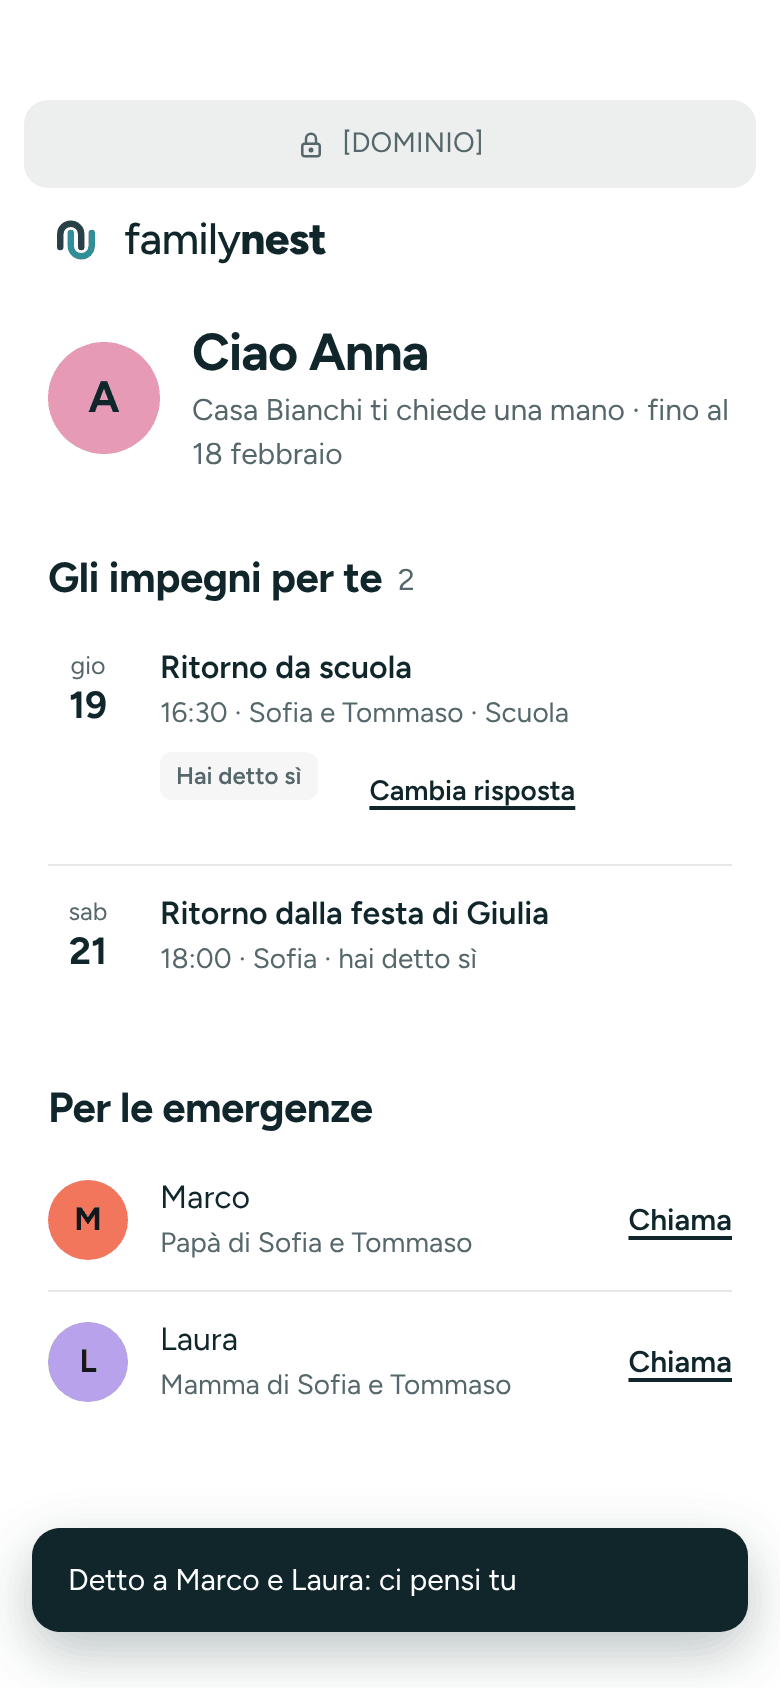 [DOMINIO]
familynest
A
Ciao Anna
Casa Bianchi ti chiede una mano · fino al
18 febbraio
Gli impegni per te 2
gio
19
Ritorno da scuola
16:30 · Sofia e Tommaso · Scuola
Hai detto sì
Cambia risposta
sab
21
Ritorno dalla festa di Giulia
18:00 · Sofia · hai detto sì
Per le emergenze
M
Marco
Papà di Sofia e Tommaso
Chiama
L
Laura
Mamma di Sofia e Tommaso
Chiama
Detto a Marco e Laura: ci pensi tu